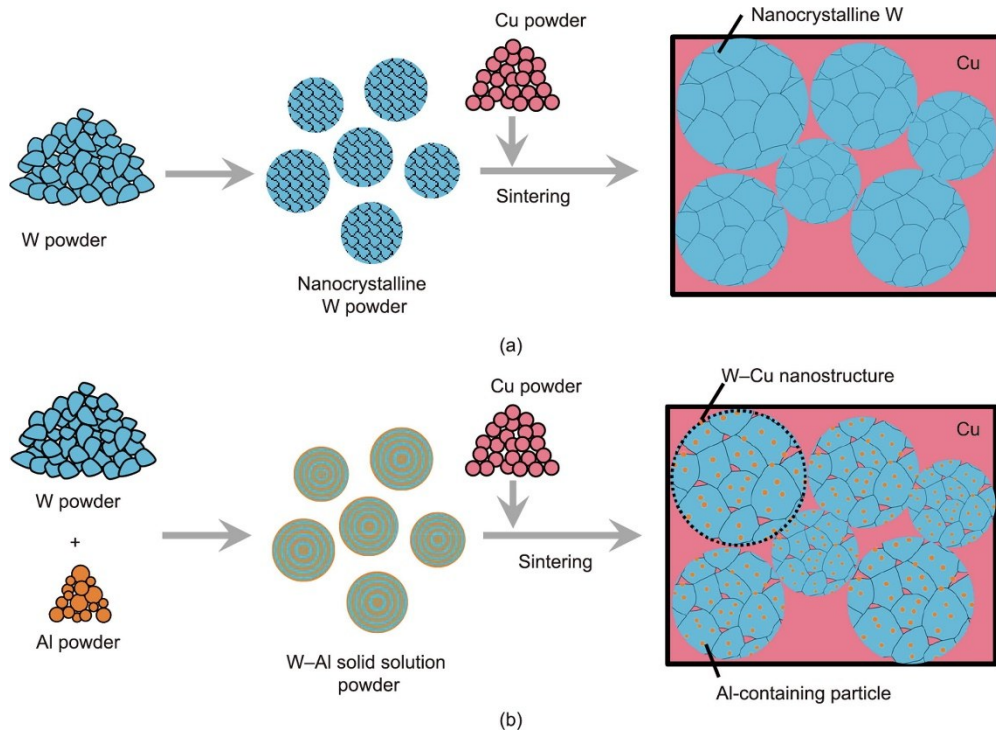 Cu powder
Nanocrystalline W
Cu
W powder
Sintering
Nanocrystalline
W powder
(a)
W–Cu nanostructure
Cu powder
Cu
W powder
+
Al powder
Sintering
W–Al solid solution
powder
Al-containing particle
(b)